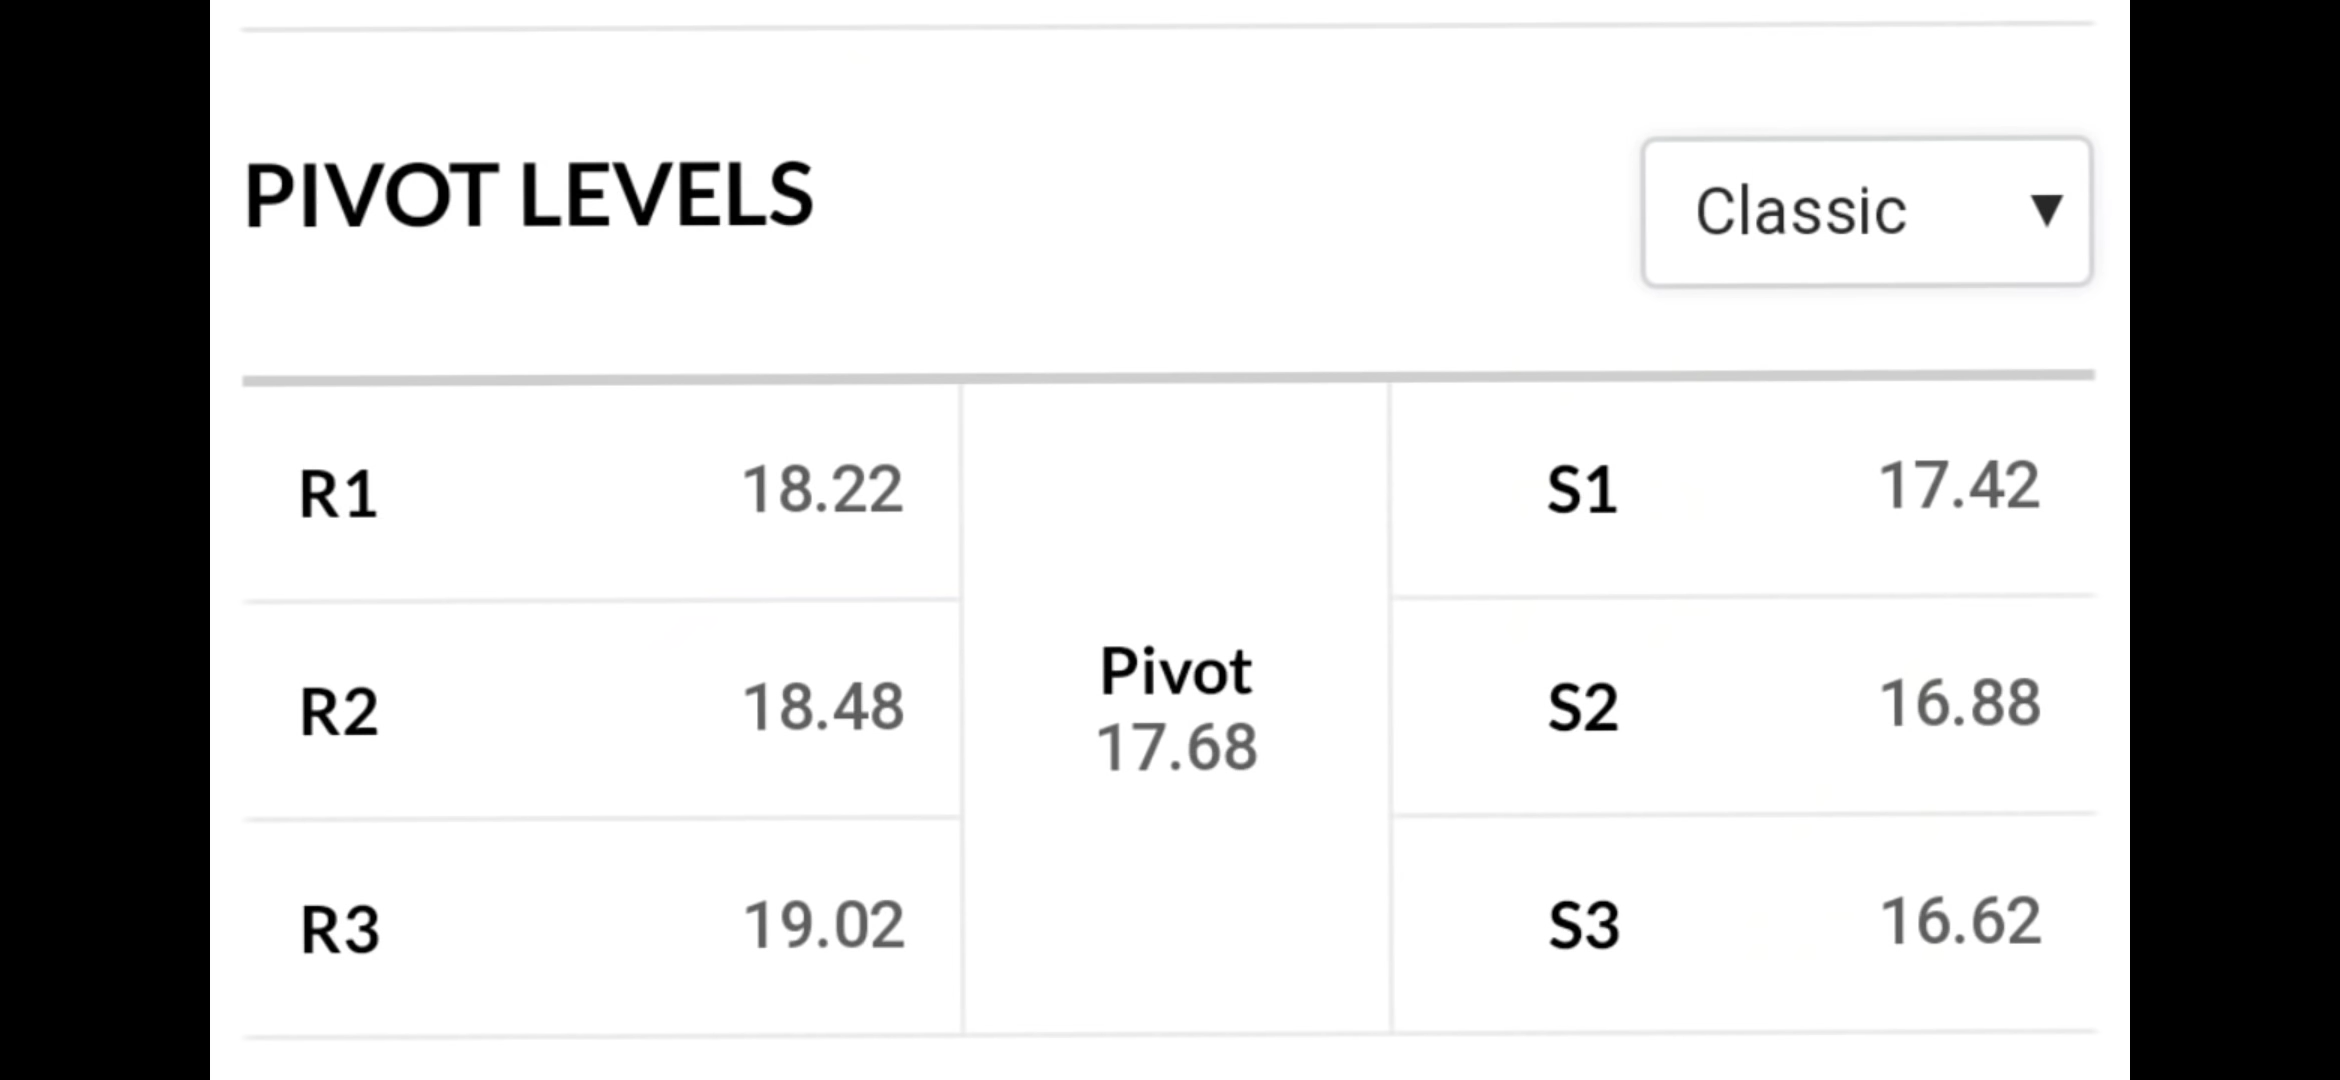 PIVOT LEVELS
Classic ▼
R1 18.22
R2 18.48
R3 19.02
Pivot
17.68
S1 17.42
S2 16.88
S3 16.62